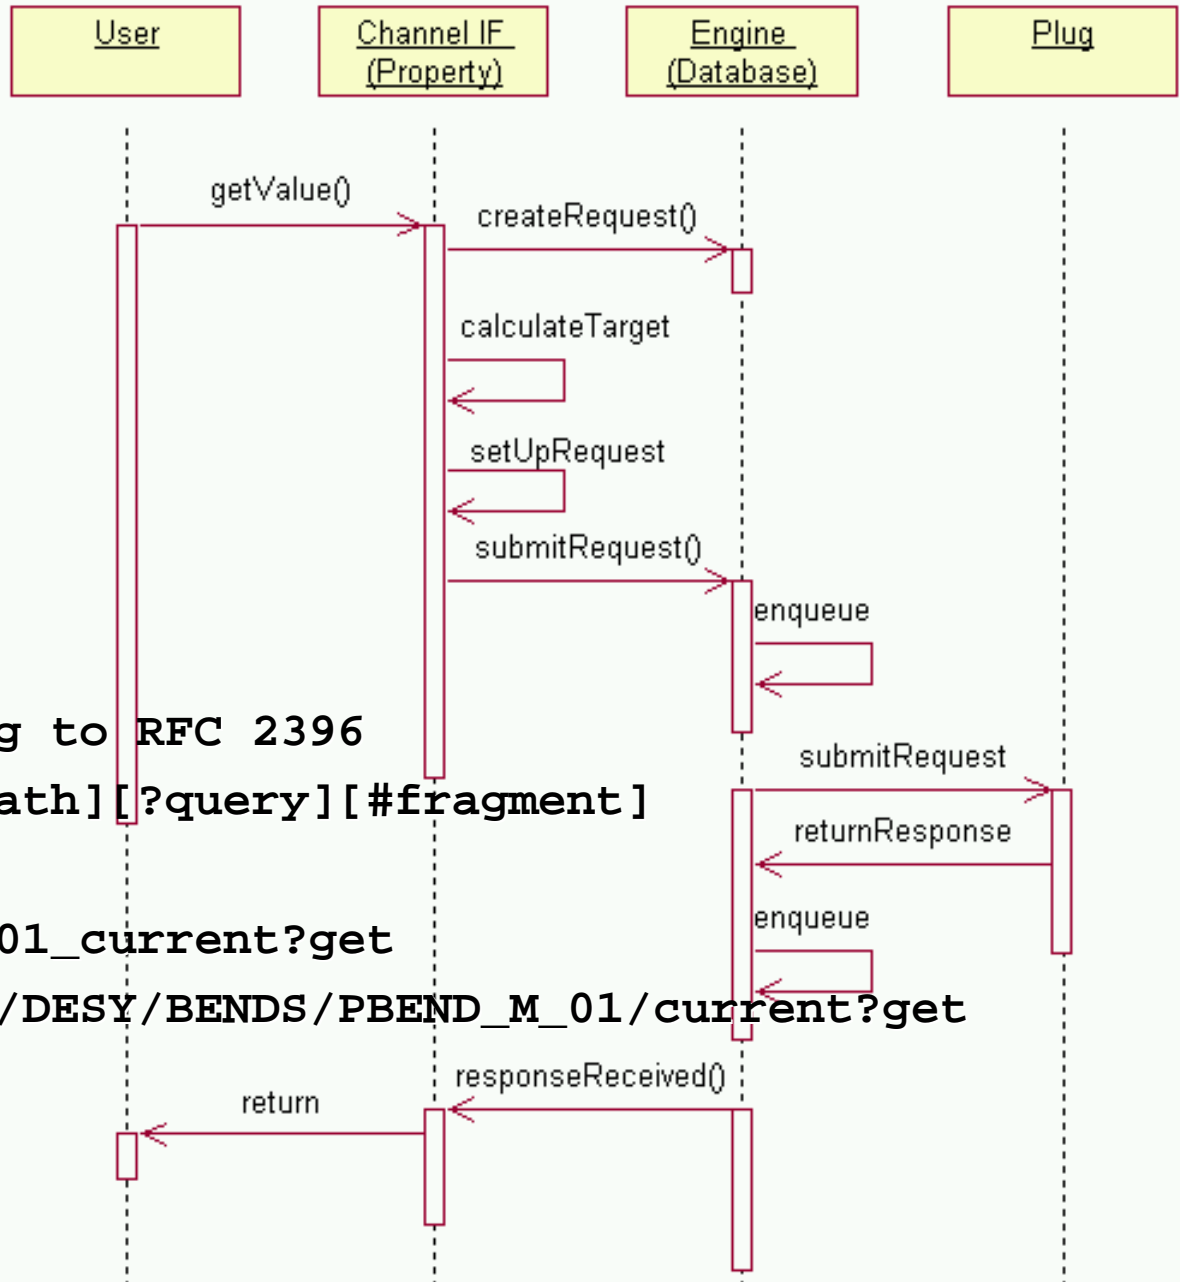 User
Channel IF
(Property)
Engine
(Database)
Plug
getValue()
createRequest()
calculateTarget
setUpRequest
submitRequest()
enqueue
g to RFC 2396
submitRequest
ath][?query][#fragment]
returnResponse
enqueue
01_current?get
/DESY/BENDS/PBEND_M_01/current?get
responseReceived()
return